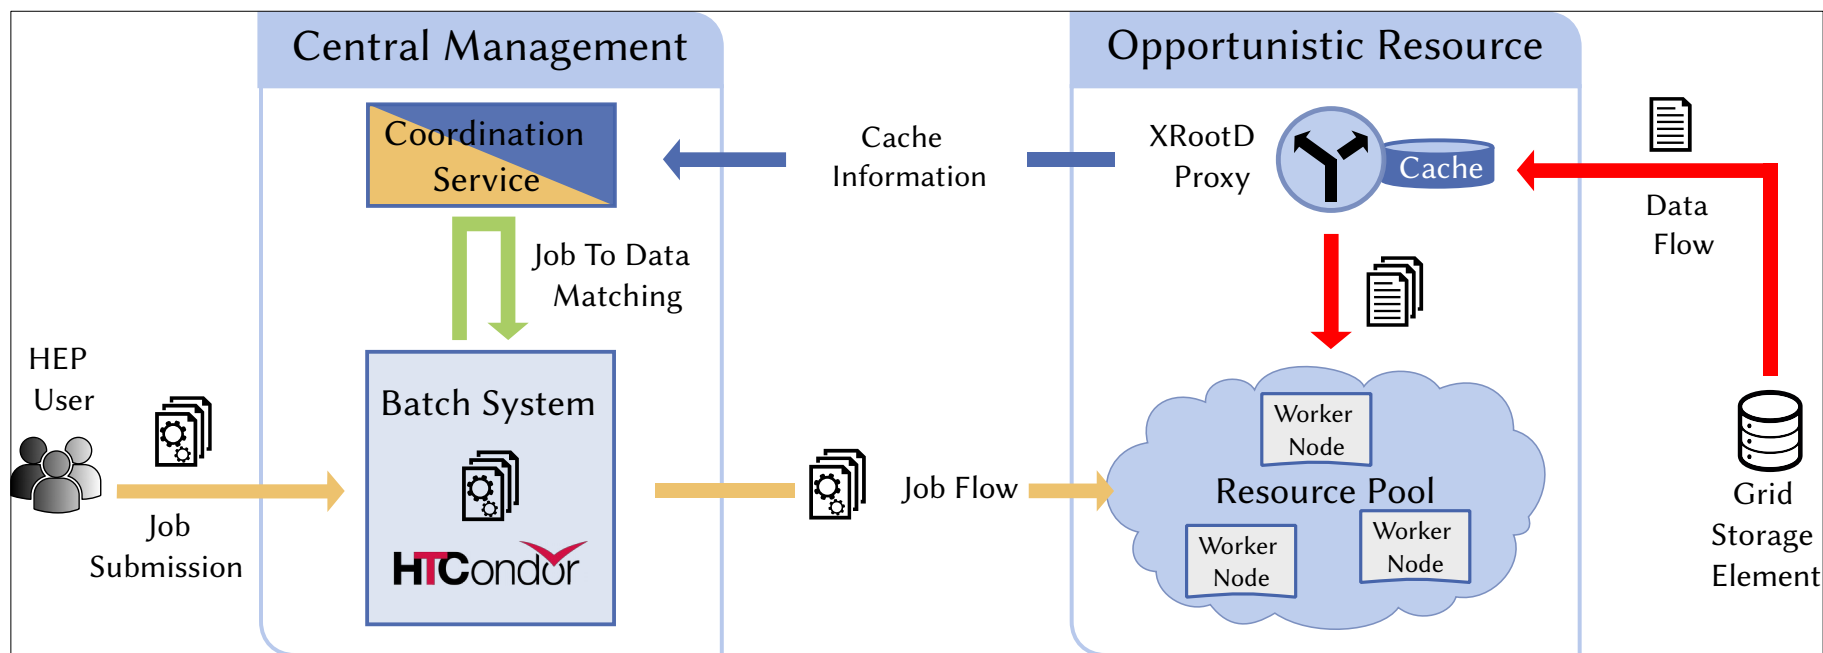 Central Management
Opportunistic Resource
Coordination
Service
Cache
Information
XRootD
Proxy
Cache
Data
Flow
Job To Data
Matching
HEP
User
Batch System
HTCondor
Job
Submission
Job Flow
Worker
Node
Resource Pool
Worker
Node
Worker
Node
Grid
Storage
Element